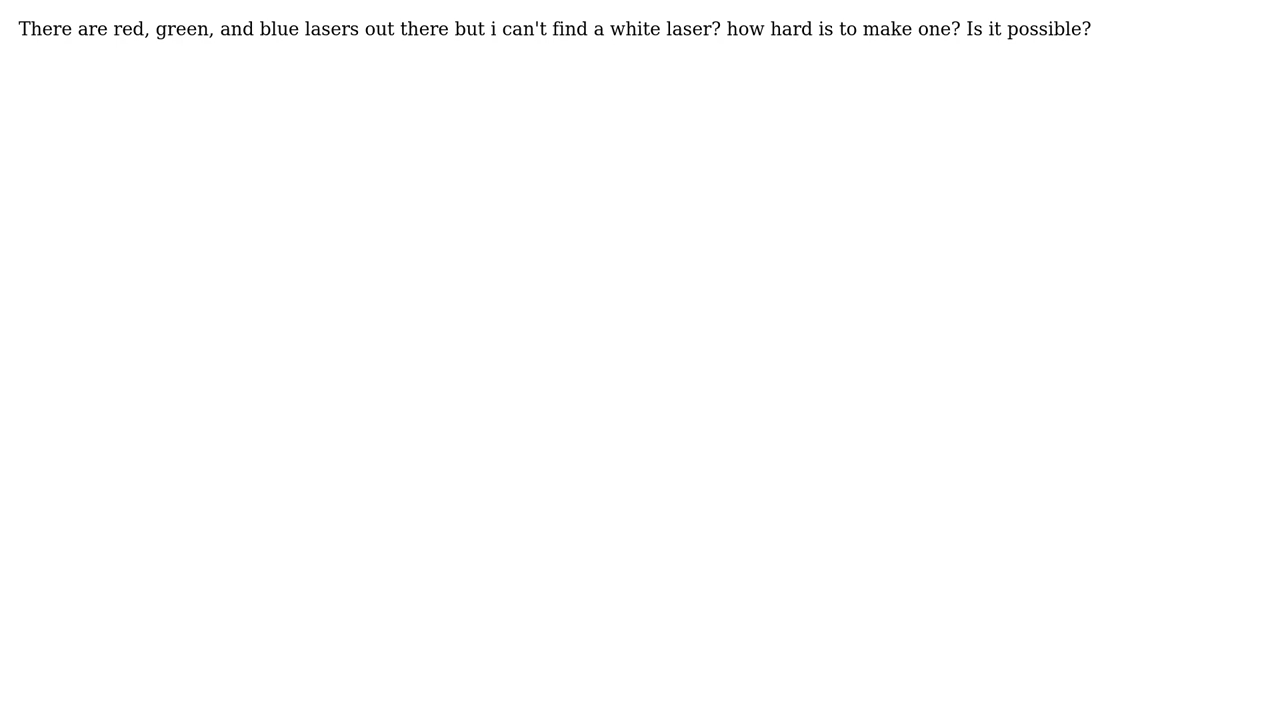 There are red, green, and blue lasers out there but i can't find a white laser? how hard is to make one? Is it possible?